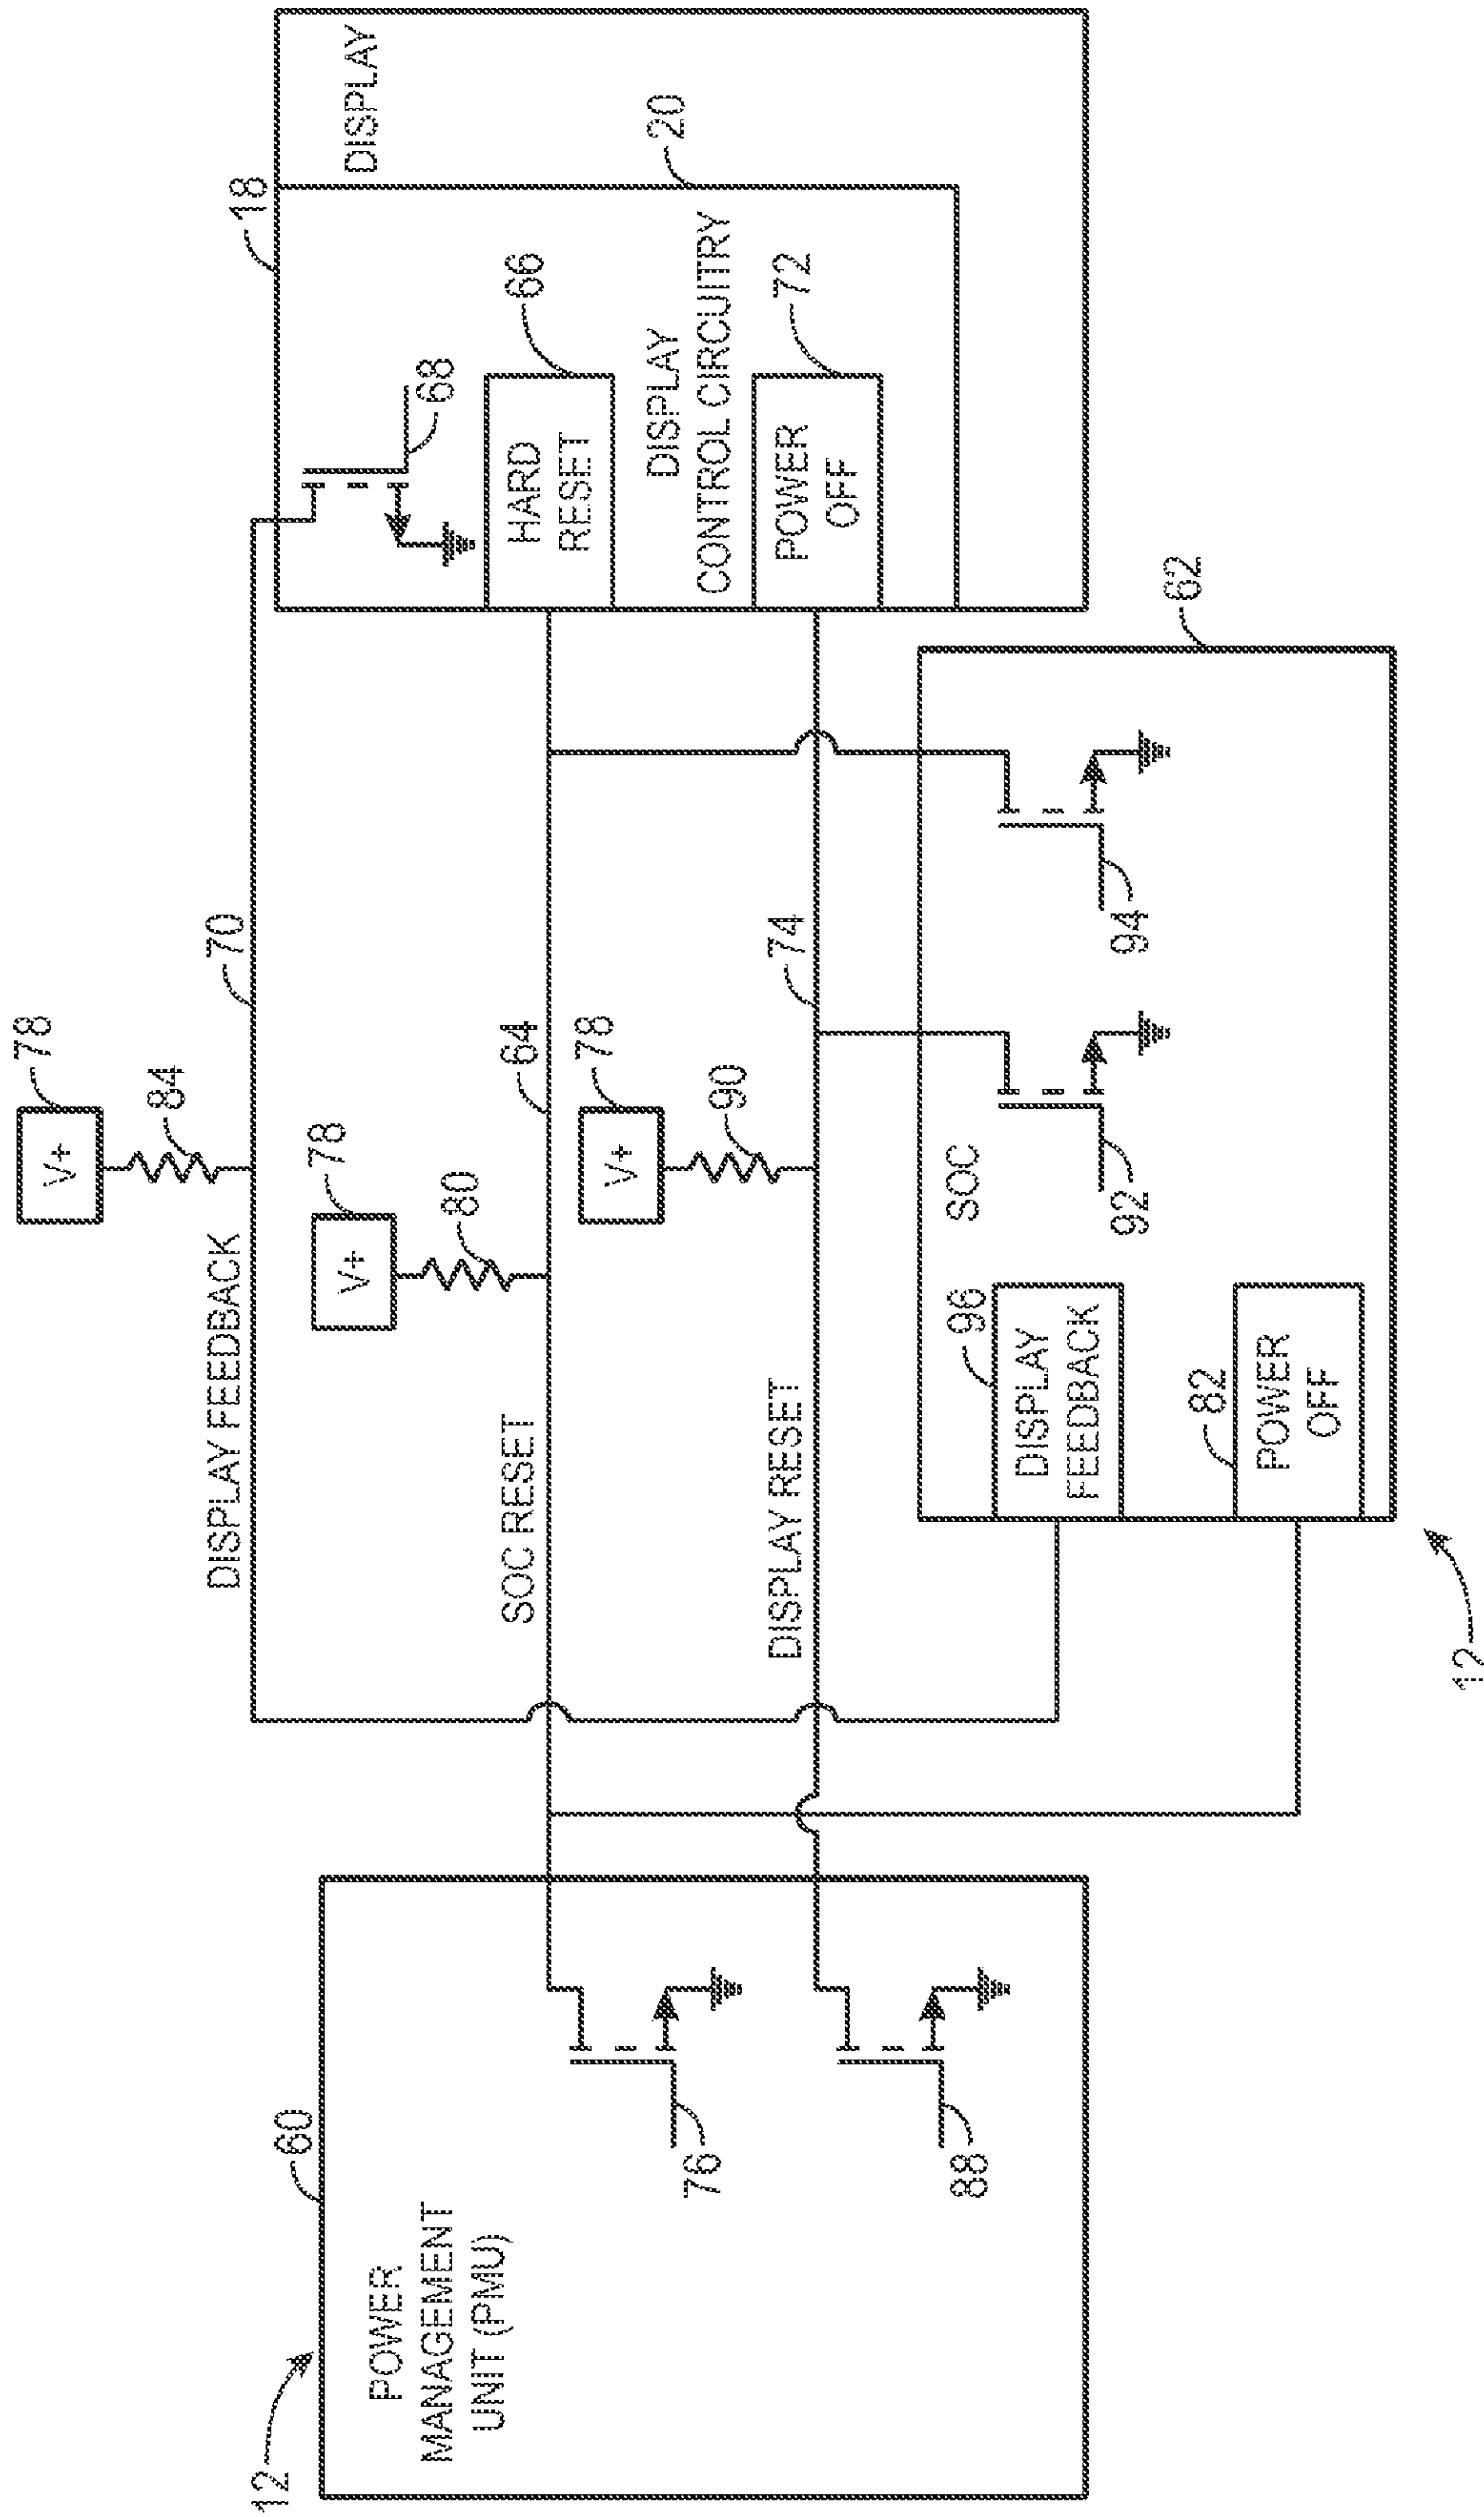 78
84
70
DISPLAY FEEDBACK
V+
18
DISPLAY
68
20
12
60
POWER
MANAGEMENT
UNIT (PMU)
76
88
78
V+
80
64
SOC RESET
HARD
RESET
66
DISPLAY
CONTROL CIRCUITRY
78
V+
90
74
DISPLAY RESET
POWER
OFF
72
SOC
62
96
DISPLAY
FEEDBACK
92
94
82
POWER
OFF
12